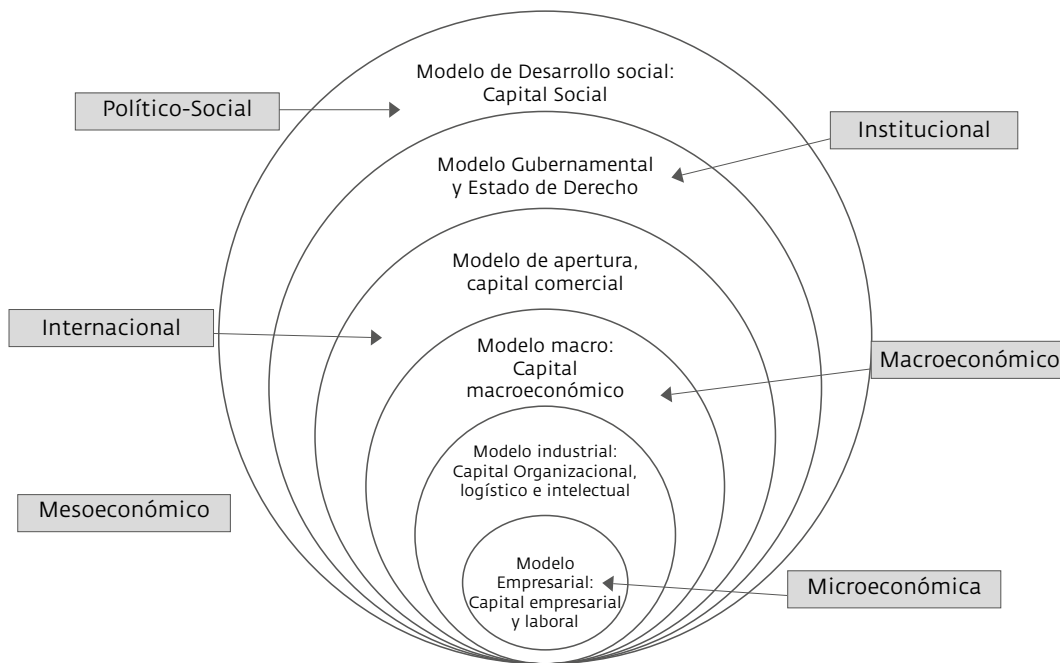 Modelo de Desarrollo social:
Capital Social
Político-Social
Institucional
Modelo Gubernamental
y Estado de Derecho
Modelo de apertura,
capital comercial
Internacional
Modelo macro:
Capital
macroeconómico
Macroeconómico
Modelo industrial:
Capital Organizacional,
logístico e intelectual
Mesoeconómico
Modelo
Empresarial:
Capital empresarial
y laboral
Microeconómica